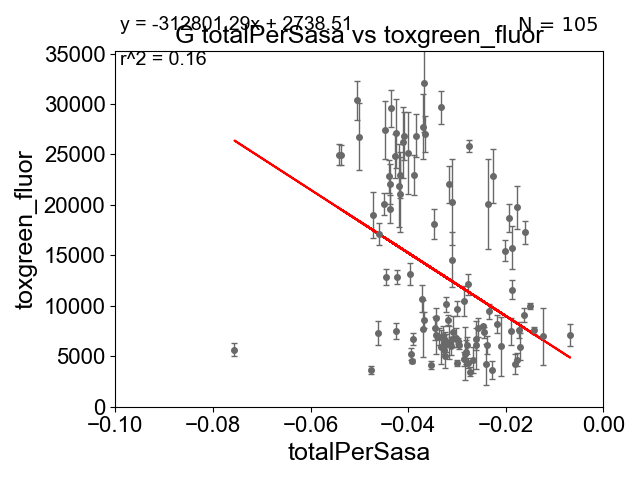 y = -312801.29x + 2738.51
N = 105
G totalPerSasa vs toxgreen_fluor
r^2 = 0.16
35000
30000
25000
20000
15000
10000
5000
0
toxgreen_fluor
−0.10 −0.08 −0.06 −0.04 −0.02 0.00
totalPerSasa